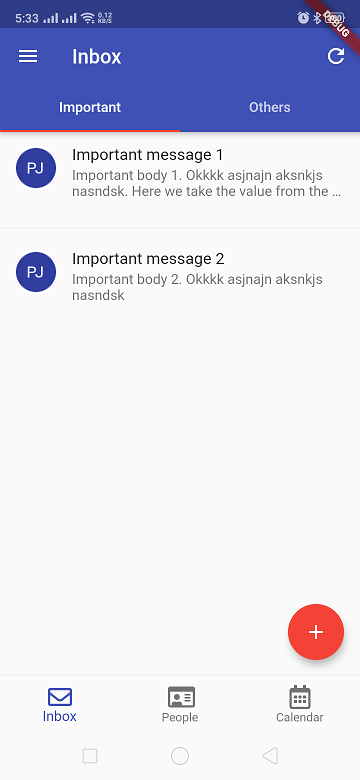 5:33
0.12
KB/S
DEBUG
Inbox
Important
Others
PJ
Important message 1
Important body 1. Okkkk asjnajn aksnkjs
nasndsk. Here we take the value from the ...
PJ
Important message 2
Important body 2. Okkkk asjnajn aksnkjs
nasndsk
Inbox
People
Calendar